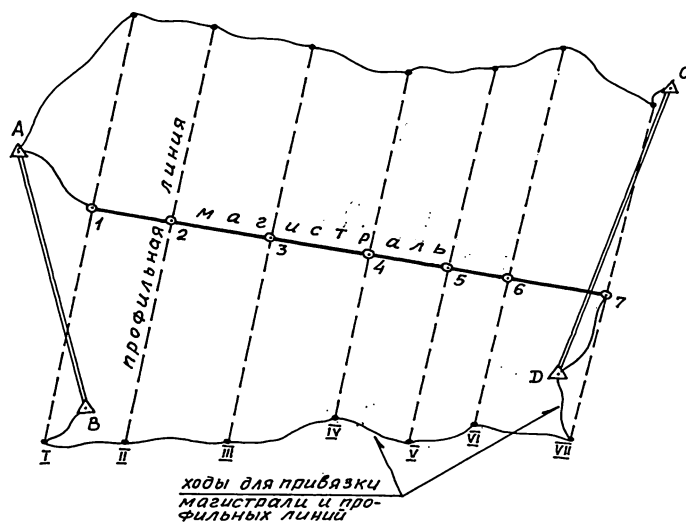 C
A
линия
магистраль
1
2
3
4
5
6
7
профильная
D
B
I
II
III
IV
V
VI
VII
ходы для привязки
магистрали и про-
фильных линий